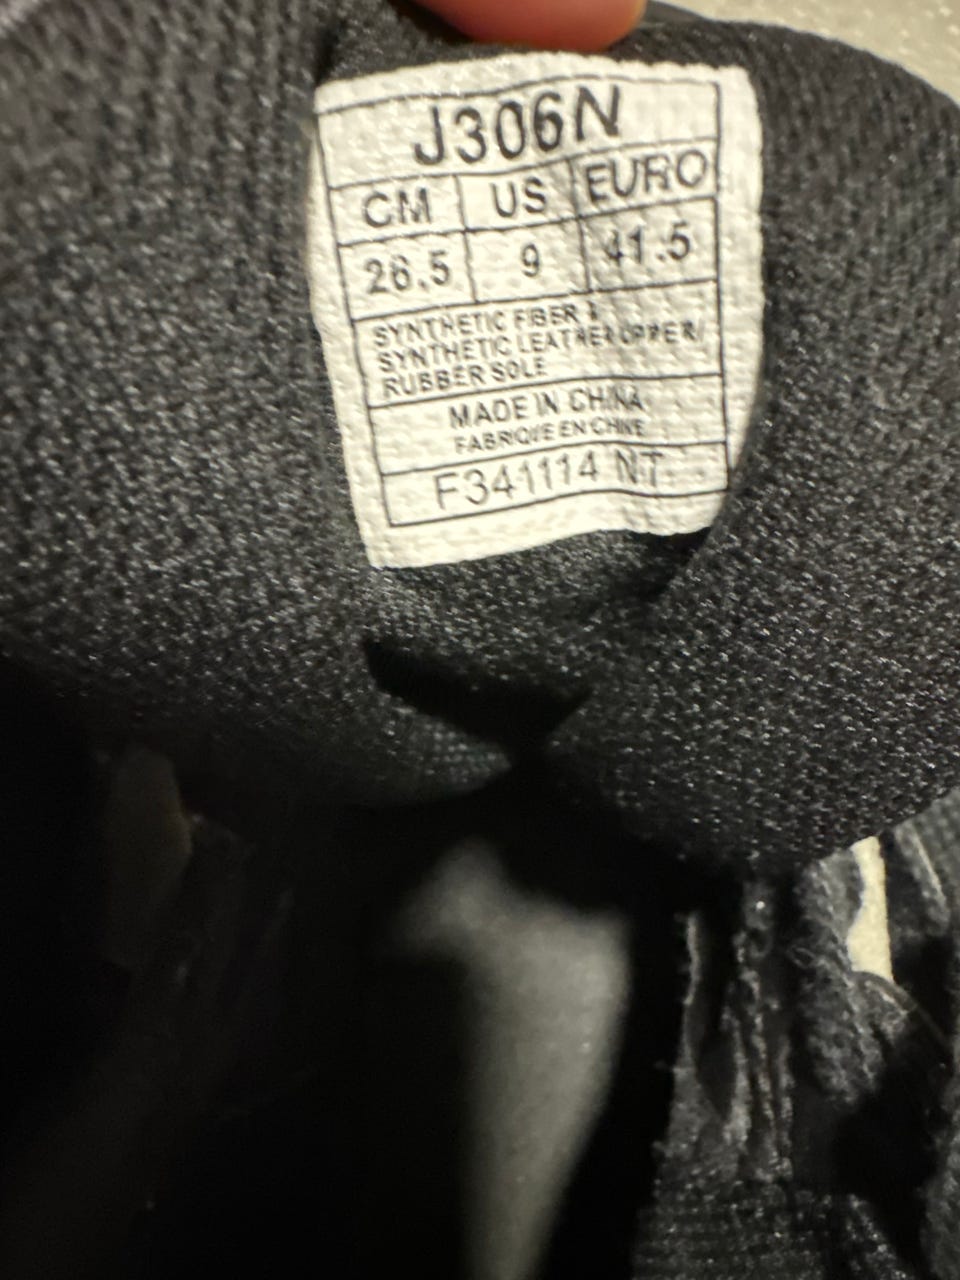 J306N
CM US EURO
26.5 9 41.5
SYNTHETIC FIBER &
SYNTHETIC LEATHER UPPER/
RUBBER SOLE
MADE IN CHINA
FABRIQUE EN CHINE
F341114 NT